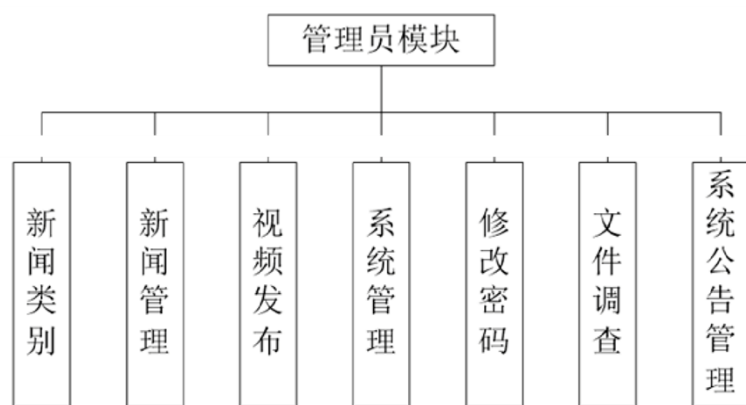 管理员模块
新闻类别
新闻管理
视频发布
系统管理
修改密码
文件调查
系统公告管理